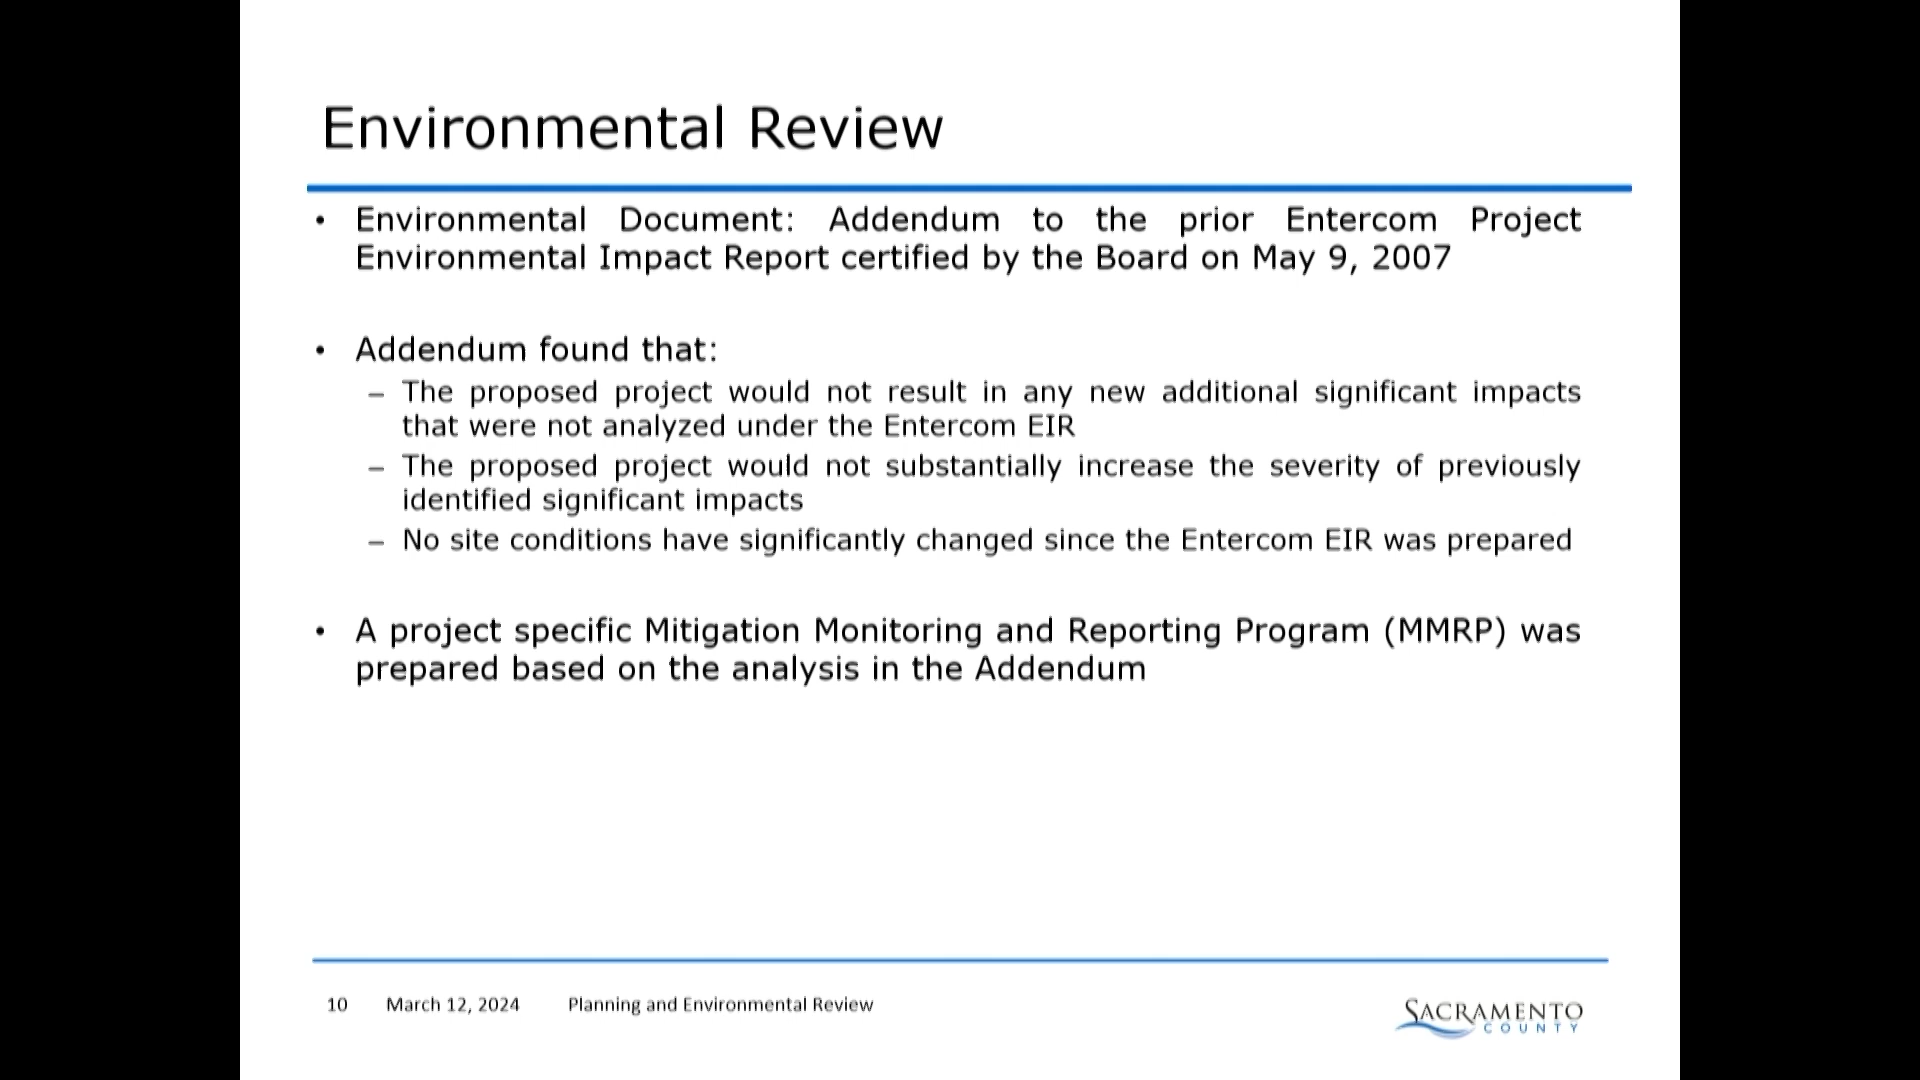 Environmental Review
• Environmental Document: Addendum to the prior Entercom Project
Environmental Impact Report certified by the Board on May 9, 2007
• Addendum found that:
– The proposed project would not result in any new additional significant impacts
that were not analyzed under the Entercom EIR
– The proposed project would not substantially increase the severity of previously
identified significant impacts
– No site conditions have significantly changed since the Entercom EIR was prepared
• A project specific Mitigation Monitoring and Reporting Program (MMRP) was
prepared based on the analysis in the Addendum
10 March 12, 2024 Planning and Environmental Review
SACRAMENTO
COUNTY